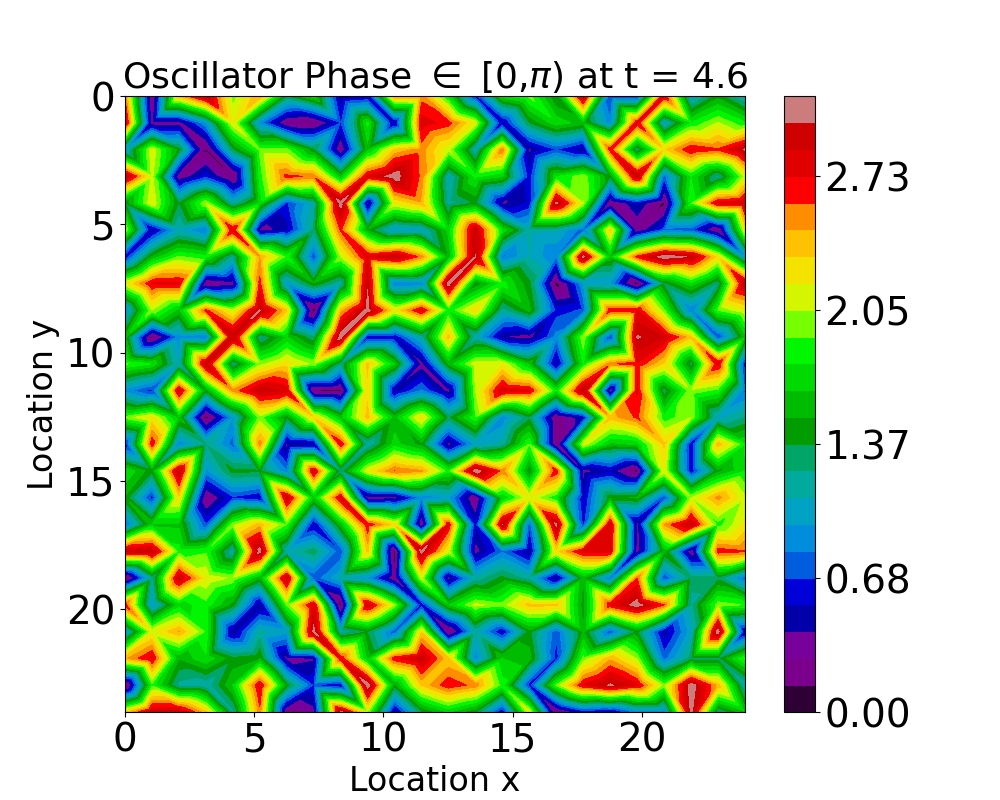 Oscillator Phase ∈ [0,π) at t = 4.6
Location y
0
5
10
15
20
0 5 10 15 20
Location x
2.73
2.05
1.37
0.68
0.00